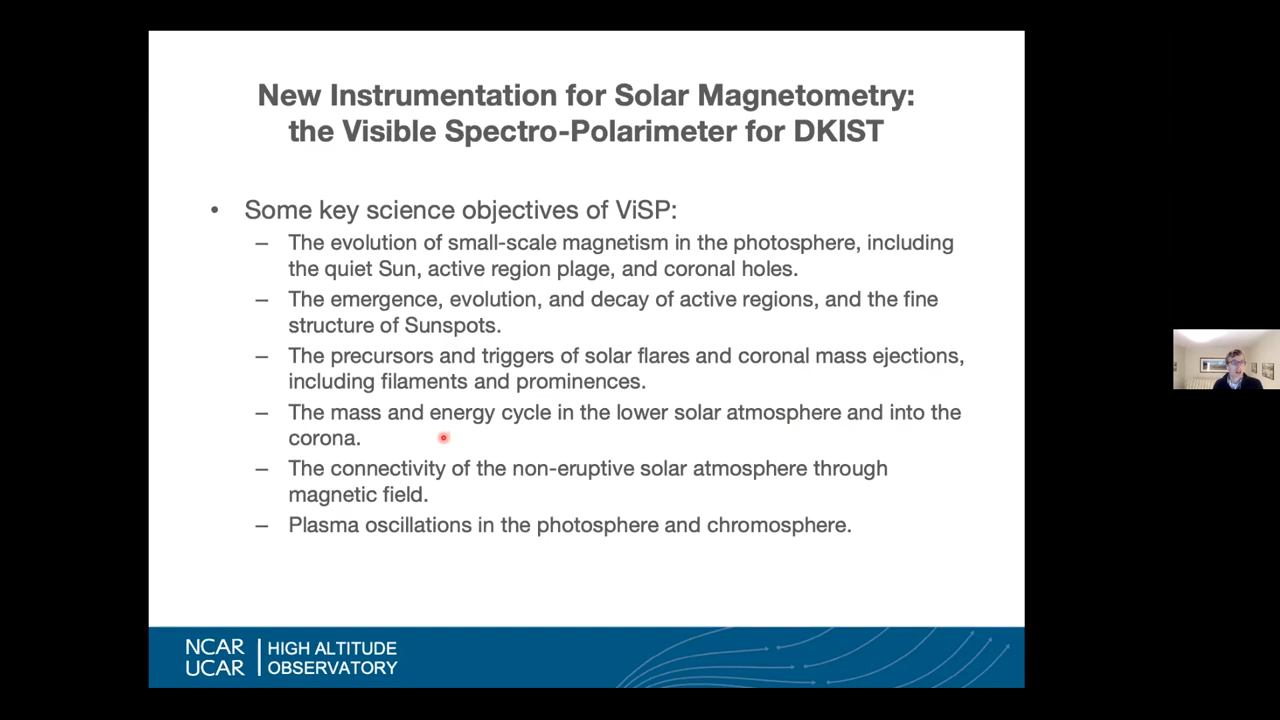 New Instrumentation for Solar Magnetometry:
the Visible Spectro-Polarimeter for DKIST
• Some key science objectives of ViSP:
– The evolution of small-scale magnetism in the photosphere, including
the quiet Sun, active region plage, and coronal holes.
– The emergence, evolution, and decay of active regions, and the fine
structure of Sunspots.
– The precursors and triggers of solar flares and coronal mass ejections,
including filaments and prominences.
– The mass and energy cycle in the lower solar atmosphere and into the
corona.
– The connectivity of the non-eruptive solar atmosphere through
magnetic field.
– Plasma oscillations in the photosphere and chromosphere.
NCAR
UCAR
HIGH ALTITUDE
OBSERVATORY